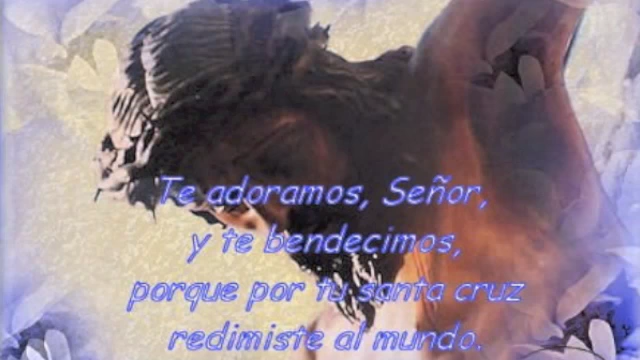 Te adoramos, Señor,
y te bendecimos,
porque por tu santa cruz
redimiste al mundo.